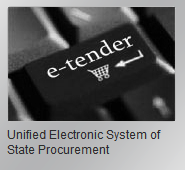 e-tender
Unified Electronic System of
State Procurement